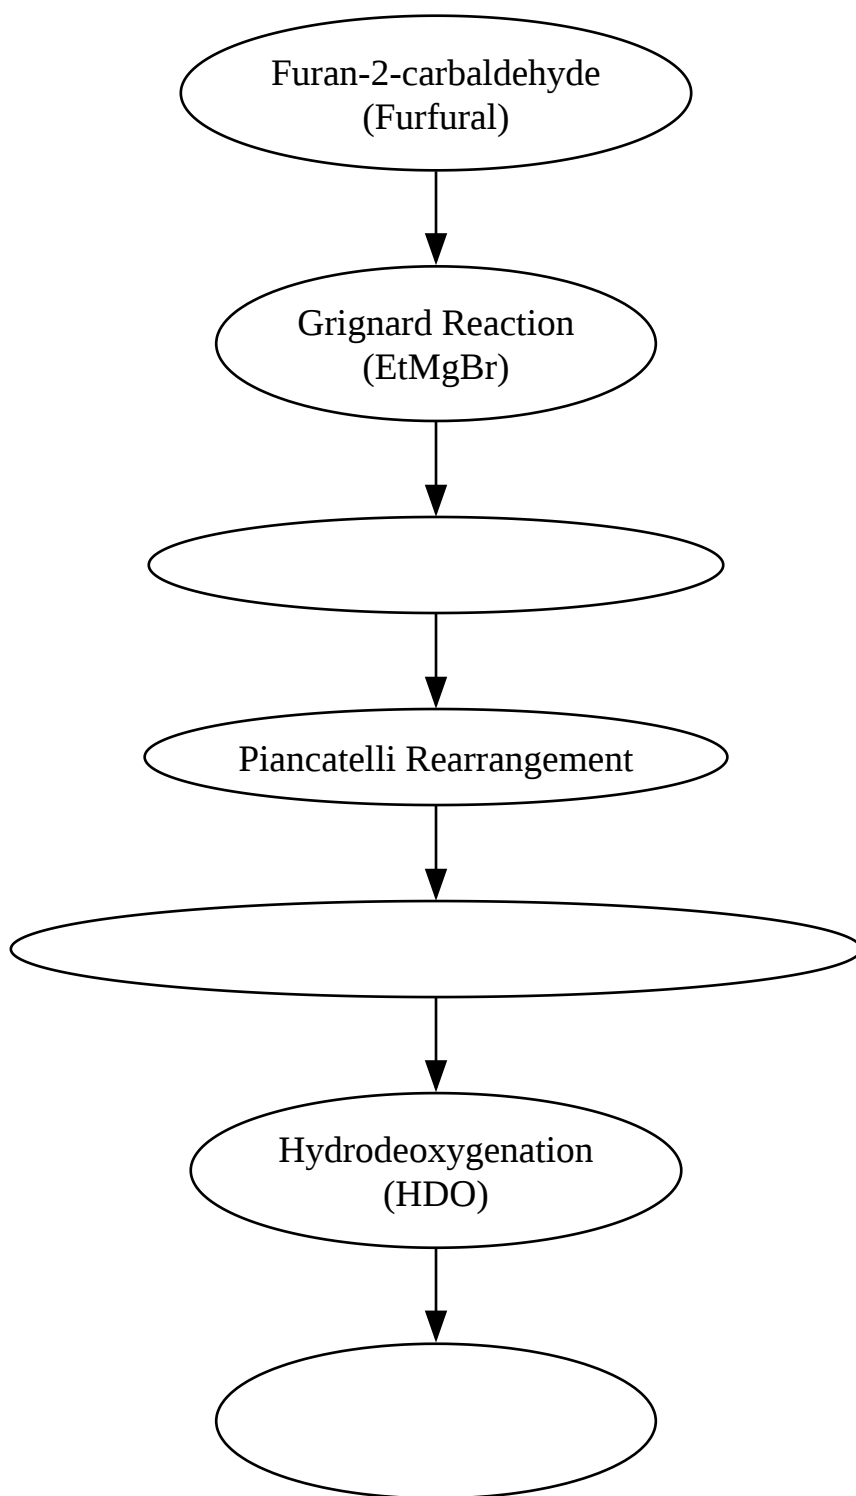 Furan-2-carbaldehyde
(Furfural)
Grignard Reaction
(EtMgBr)
Piancatelli Rearrangement
Hydrodeoxygenation
(HDO)